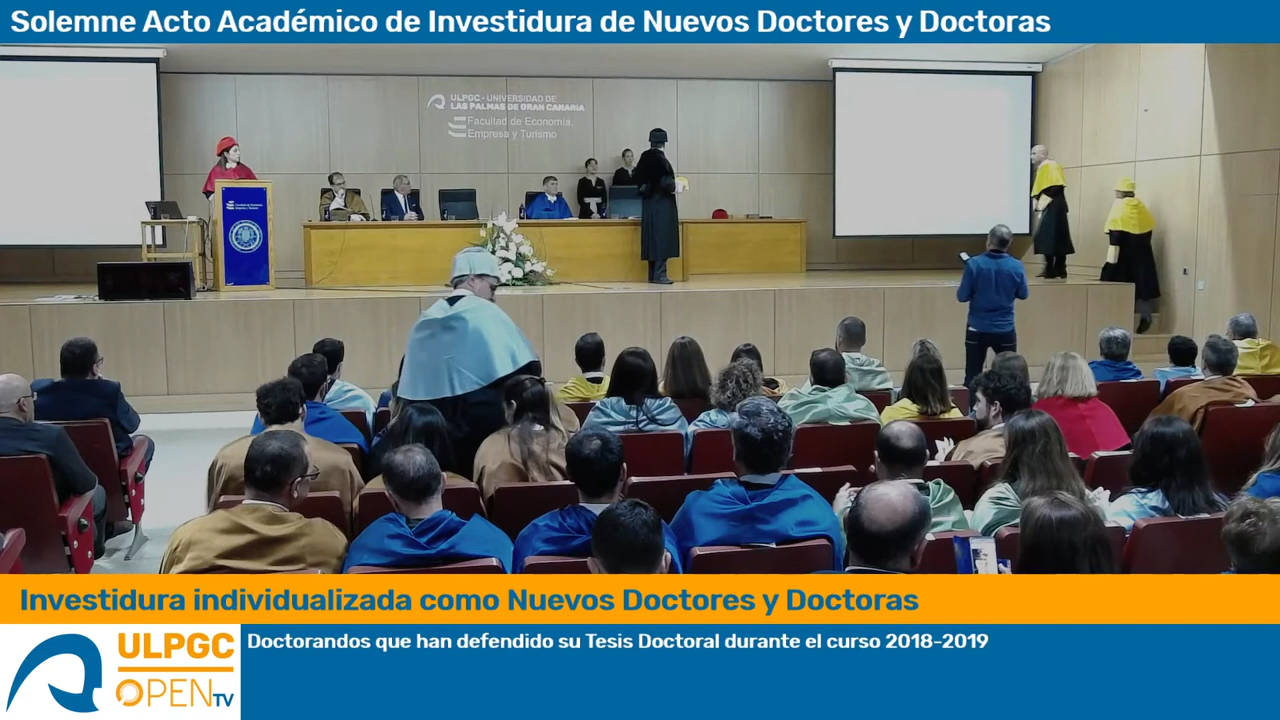 Solemne Acto Académico de Investidura de Nuevos Doctores y Doctoras
ULPGC · UNIVERSIDAD DE
LAS PALMAS DE GRAN CANARIA
Facultad de Economía,
Empresa y Turismo
Investidura individualizada como Nuevos Doctores y Doctoras
ULPGC
OPEN TV
Doctorandos que han defendido su Tesis Doctoral durante el curso 2018-2019